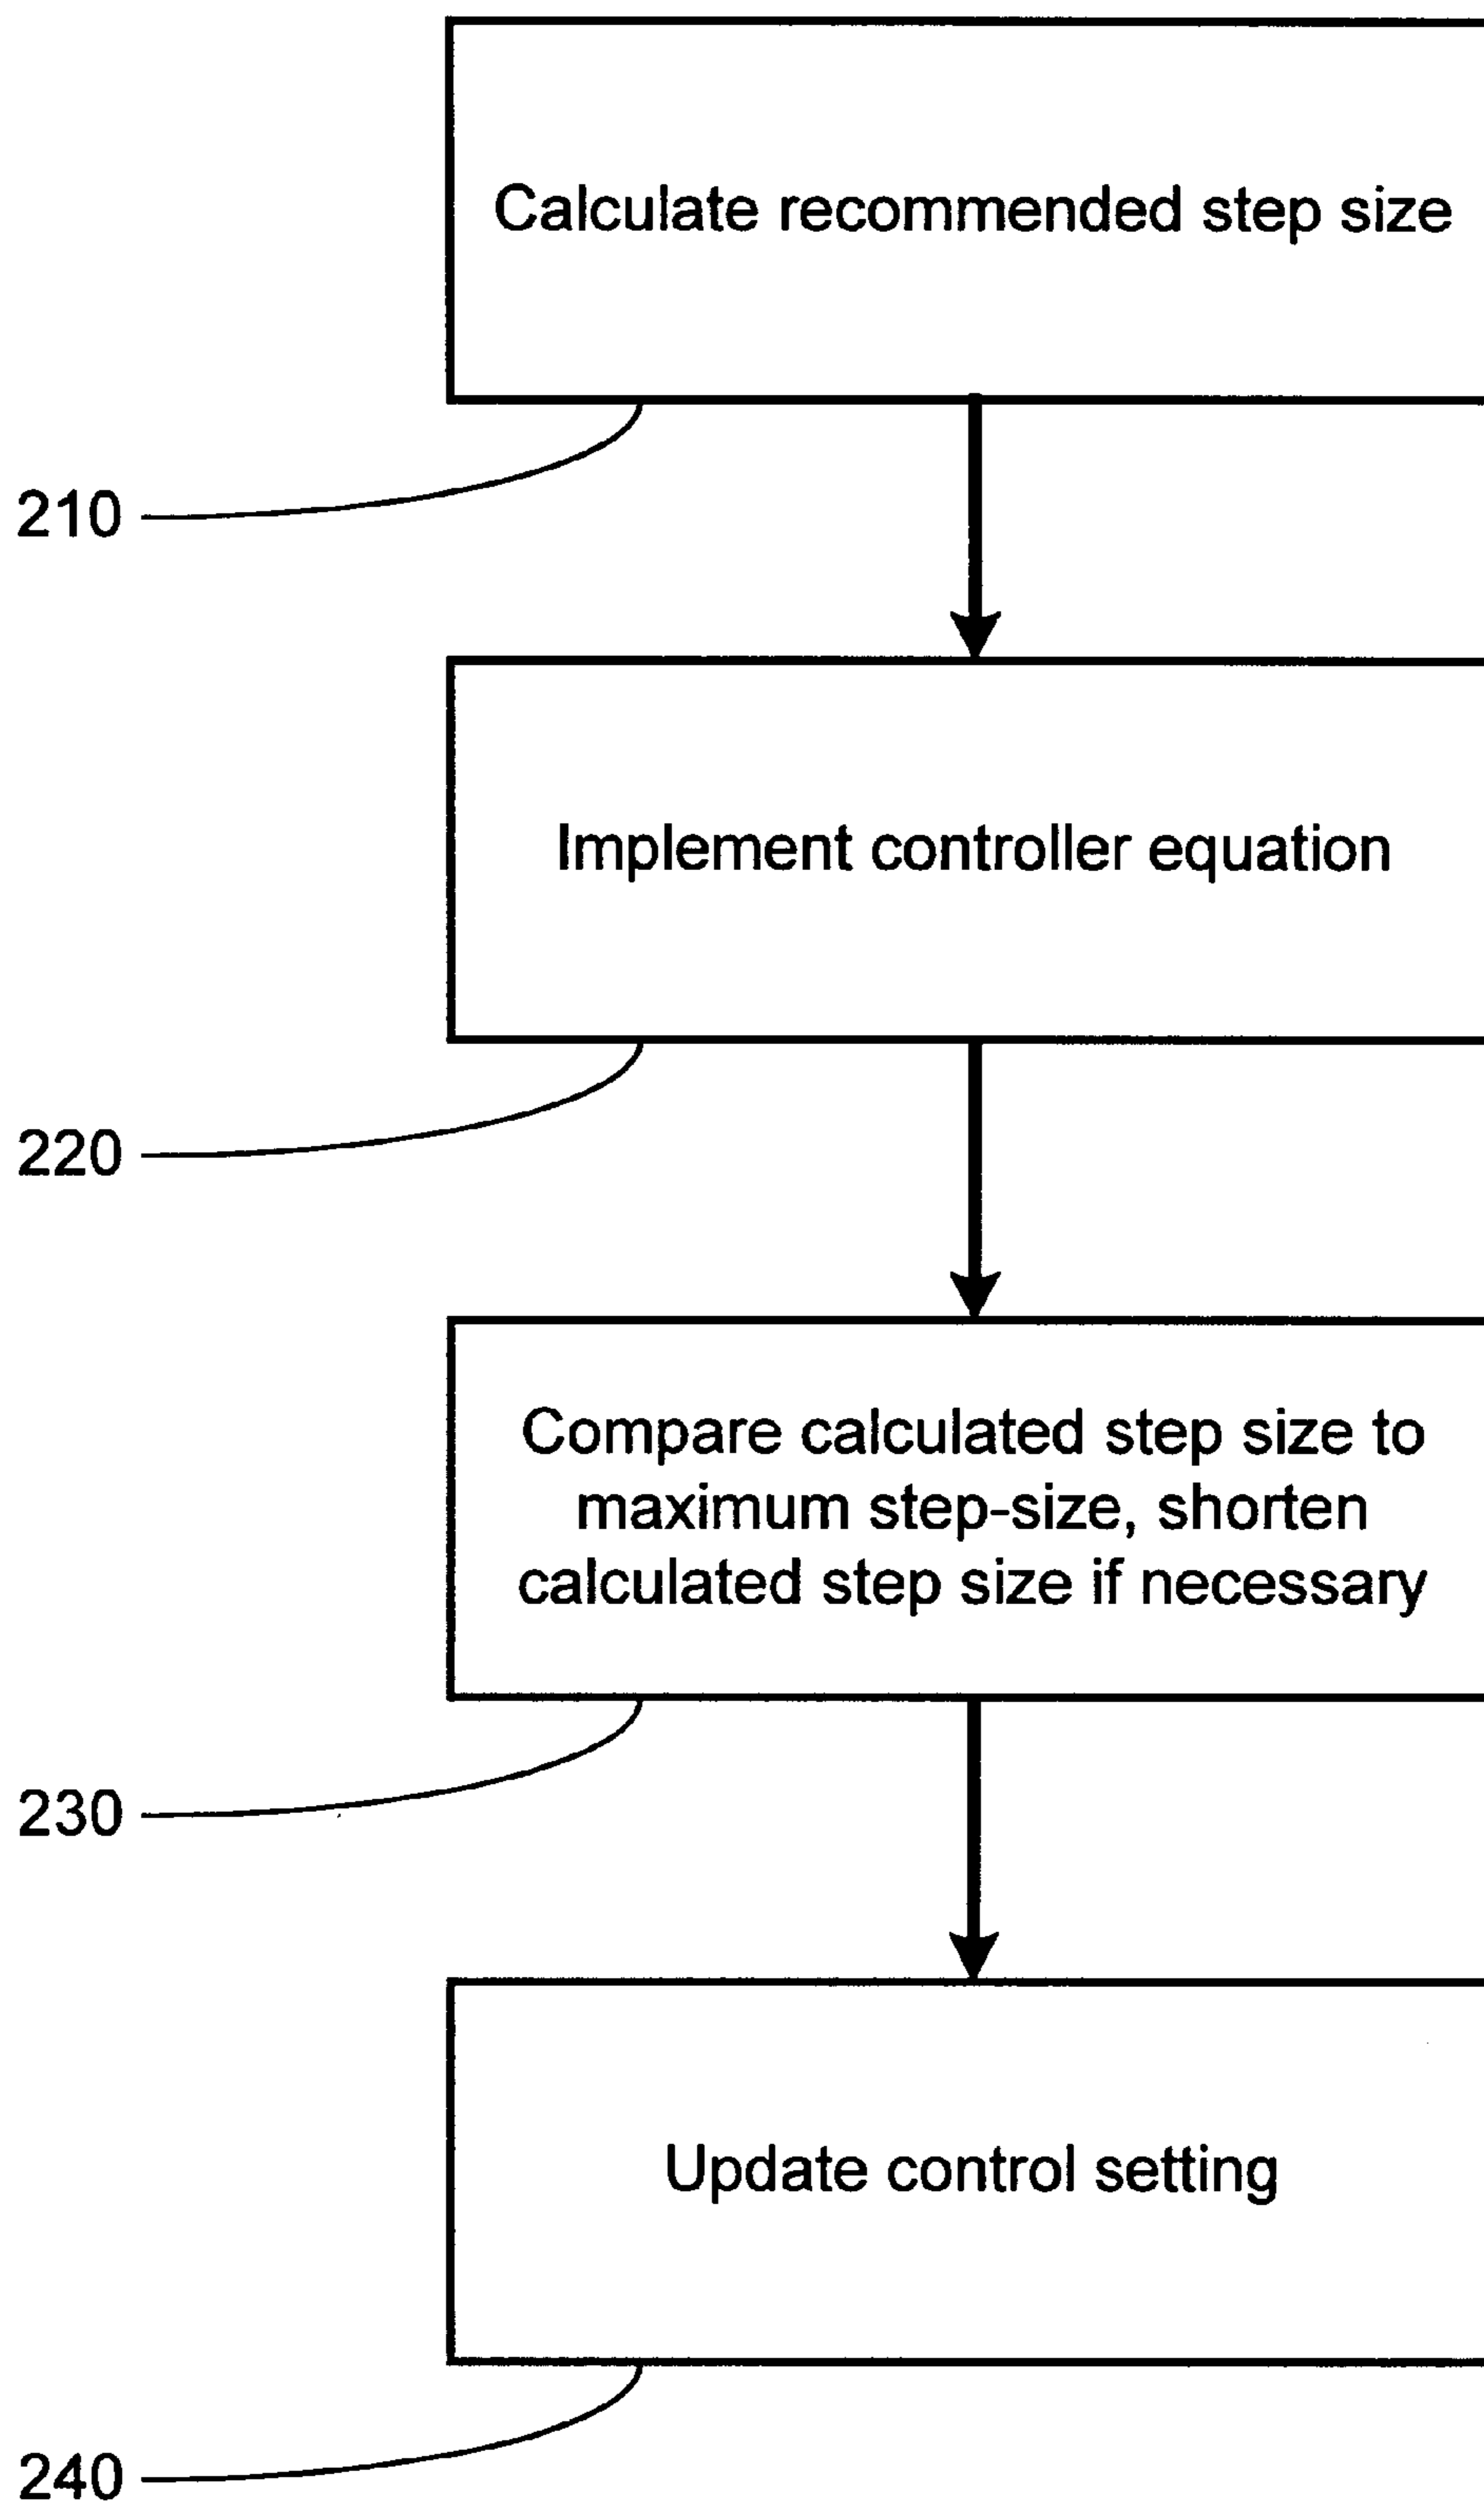 Calculate recommended step size
210
Implement controller equation
220
Compare calculated step size to
maximum step-size, shorten
calculated step size if necessary
230
Update control setting
240